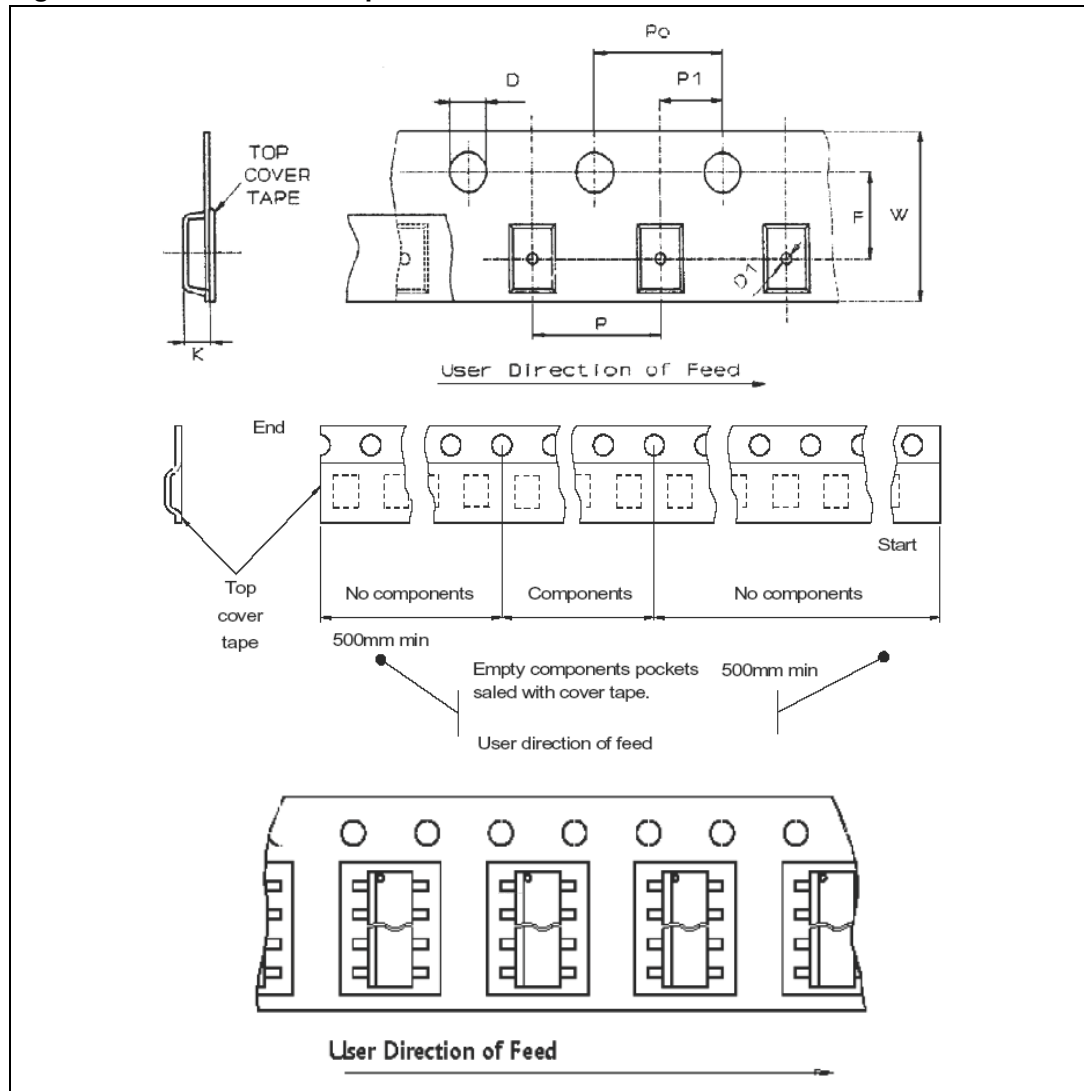 Po
D
P1
TOP
COVER
TAPE
F
W
D1
P
K
User Direction of Feed
End
Start
Top
cover
tape
No components
Components
No components
500mm min
Empty components pockets
saled with cover tape.
500mm min
User direction of feed
User Direction of Feed